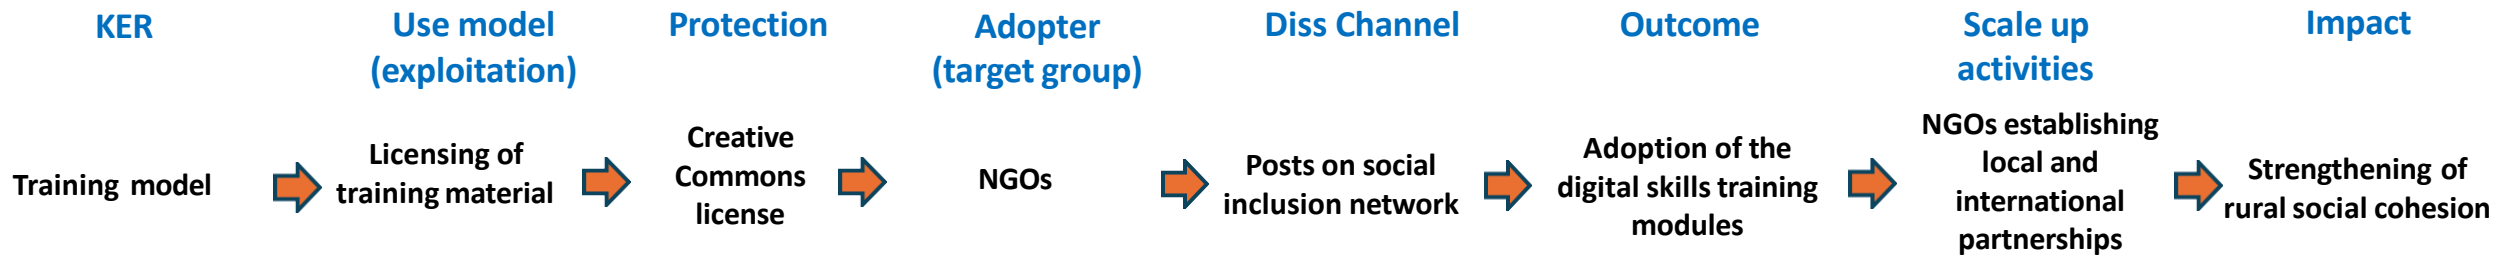 KER
Use model
(exploitation)
Protection
Adopter
(target group)
Diss Channel
Outcome
Scale up
activities
Impact
Training model
Licensing of
training material
Creative
Commons
license
NGOs
Posts on social
inclusion network
Adoption of the
digital skills training
modules
NGOs establishing
local and
international
partnerships
Strengthening of
rural social cohesion